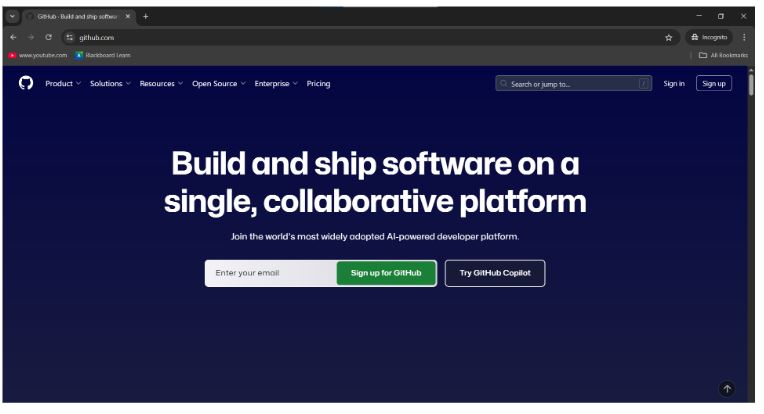 GitHub · Build and ship softwa
github.com
Incognito
www.youtube.com Blackboard Learn
All Bookmarks
Product Solutions Resources Open Source Enterprise Pricing
Search or jump to... /
Sign in Sign up
Build and ship software on a
single, collaborative platform
Join the world's most widely adopted AI-powered developer platform.
Enter your email Sign up for GitHub Try GitHub Copilot